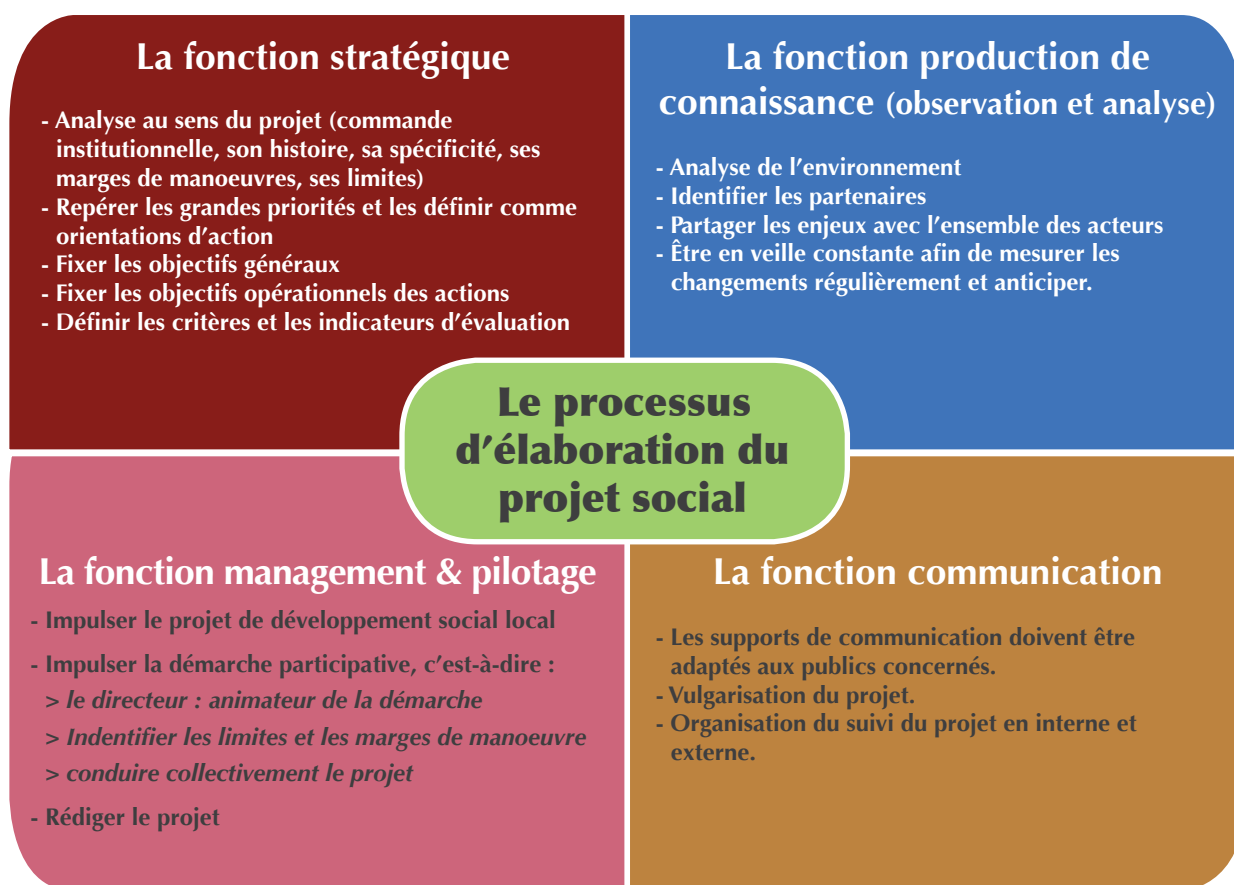 La fonction stratégique
- Analyse au sens du projet (commande
institutionnelle, son histoire, sa spécificité, ses
marges de manoeuvres, ses limites)
- Repérer les grandes priorités et les définir comme
orientations d’action
- Fixer les objectifs généraux
- Fixer les objectifs opérationnels des actions
- Définir les critères et les indicateurs d’évaluation
La fonction production de
connaissance (observation et analyse)
- Analyse de l’environnement
- Identifier les partenaires
- Partager les enjeux avec l’ensemble des acteurs
- Être en veille constante afin de mesurer les
changements régulièrement et anticiper.
Le processus
d’élaboration du
projet social
La fonction management & pilotage
- Impulser le projet de développement social local
- Impulser la démarche participative, c’est-à-dire :
> le directeur : animateur de la démarche
> Indentifier les limites et les marges de manoeuvre
> conduire collectivement le projet
- Rédiger le projet
La fonction communication
- Les supports de communication doivent être
adaptés aux publics concernés.
- Vulgarisation du projet.
- Organisation du suivi du projet en interne et
externe.